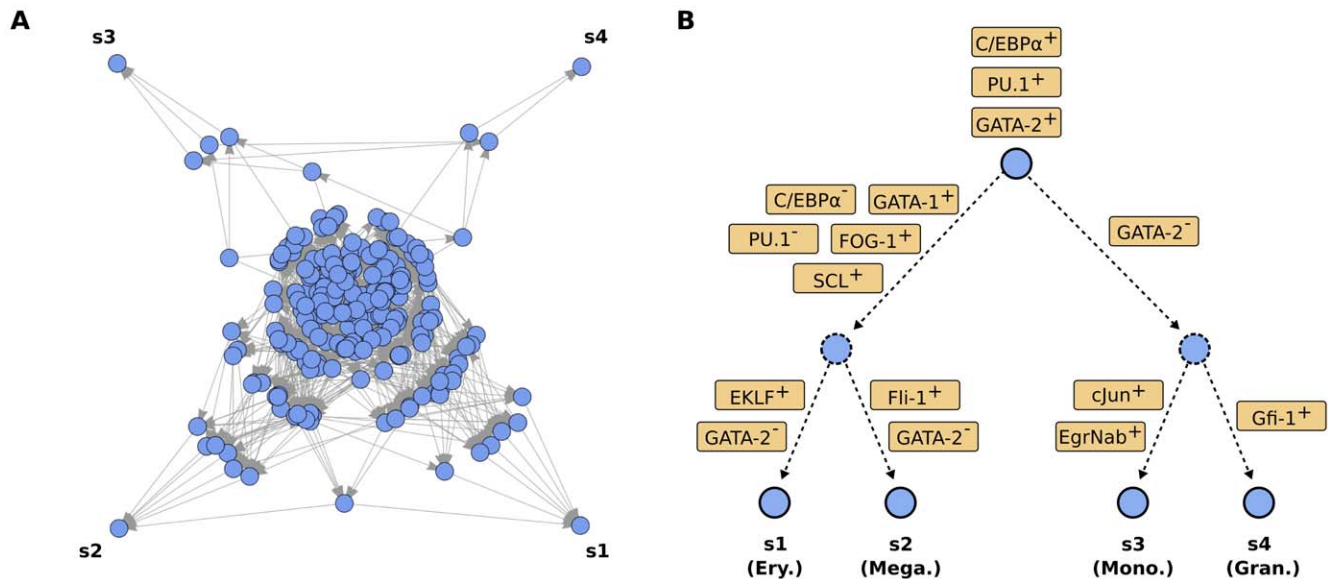 A
s3
s4
s2
s1
B
C/EBPα⁺
PU.1⁺
GATA-2⁺
C/EBPα⁻ GATA-1⁺
PU.1⁻ FOG-1⁺
SCL⁺
GATA-2⁻
EKLF⁺
GATA-2⁻
Fli-1⁺
GATA-2⁻
cJun⁺
EgrNab⁺
Gfi-1⁺
s1
(Ery.)
s2
(Mega.)
s3
(Mono.)
s4
(Gran.)